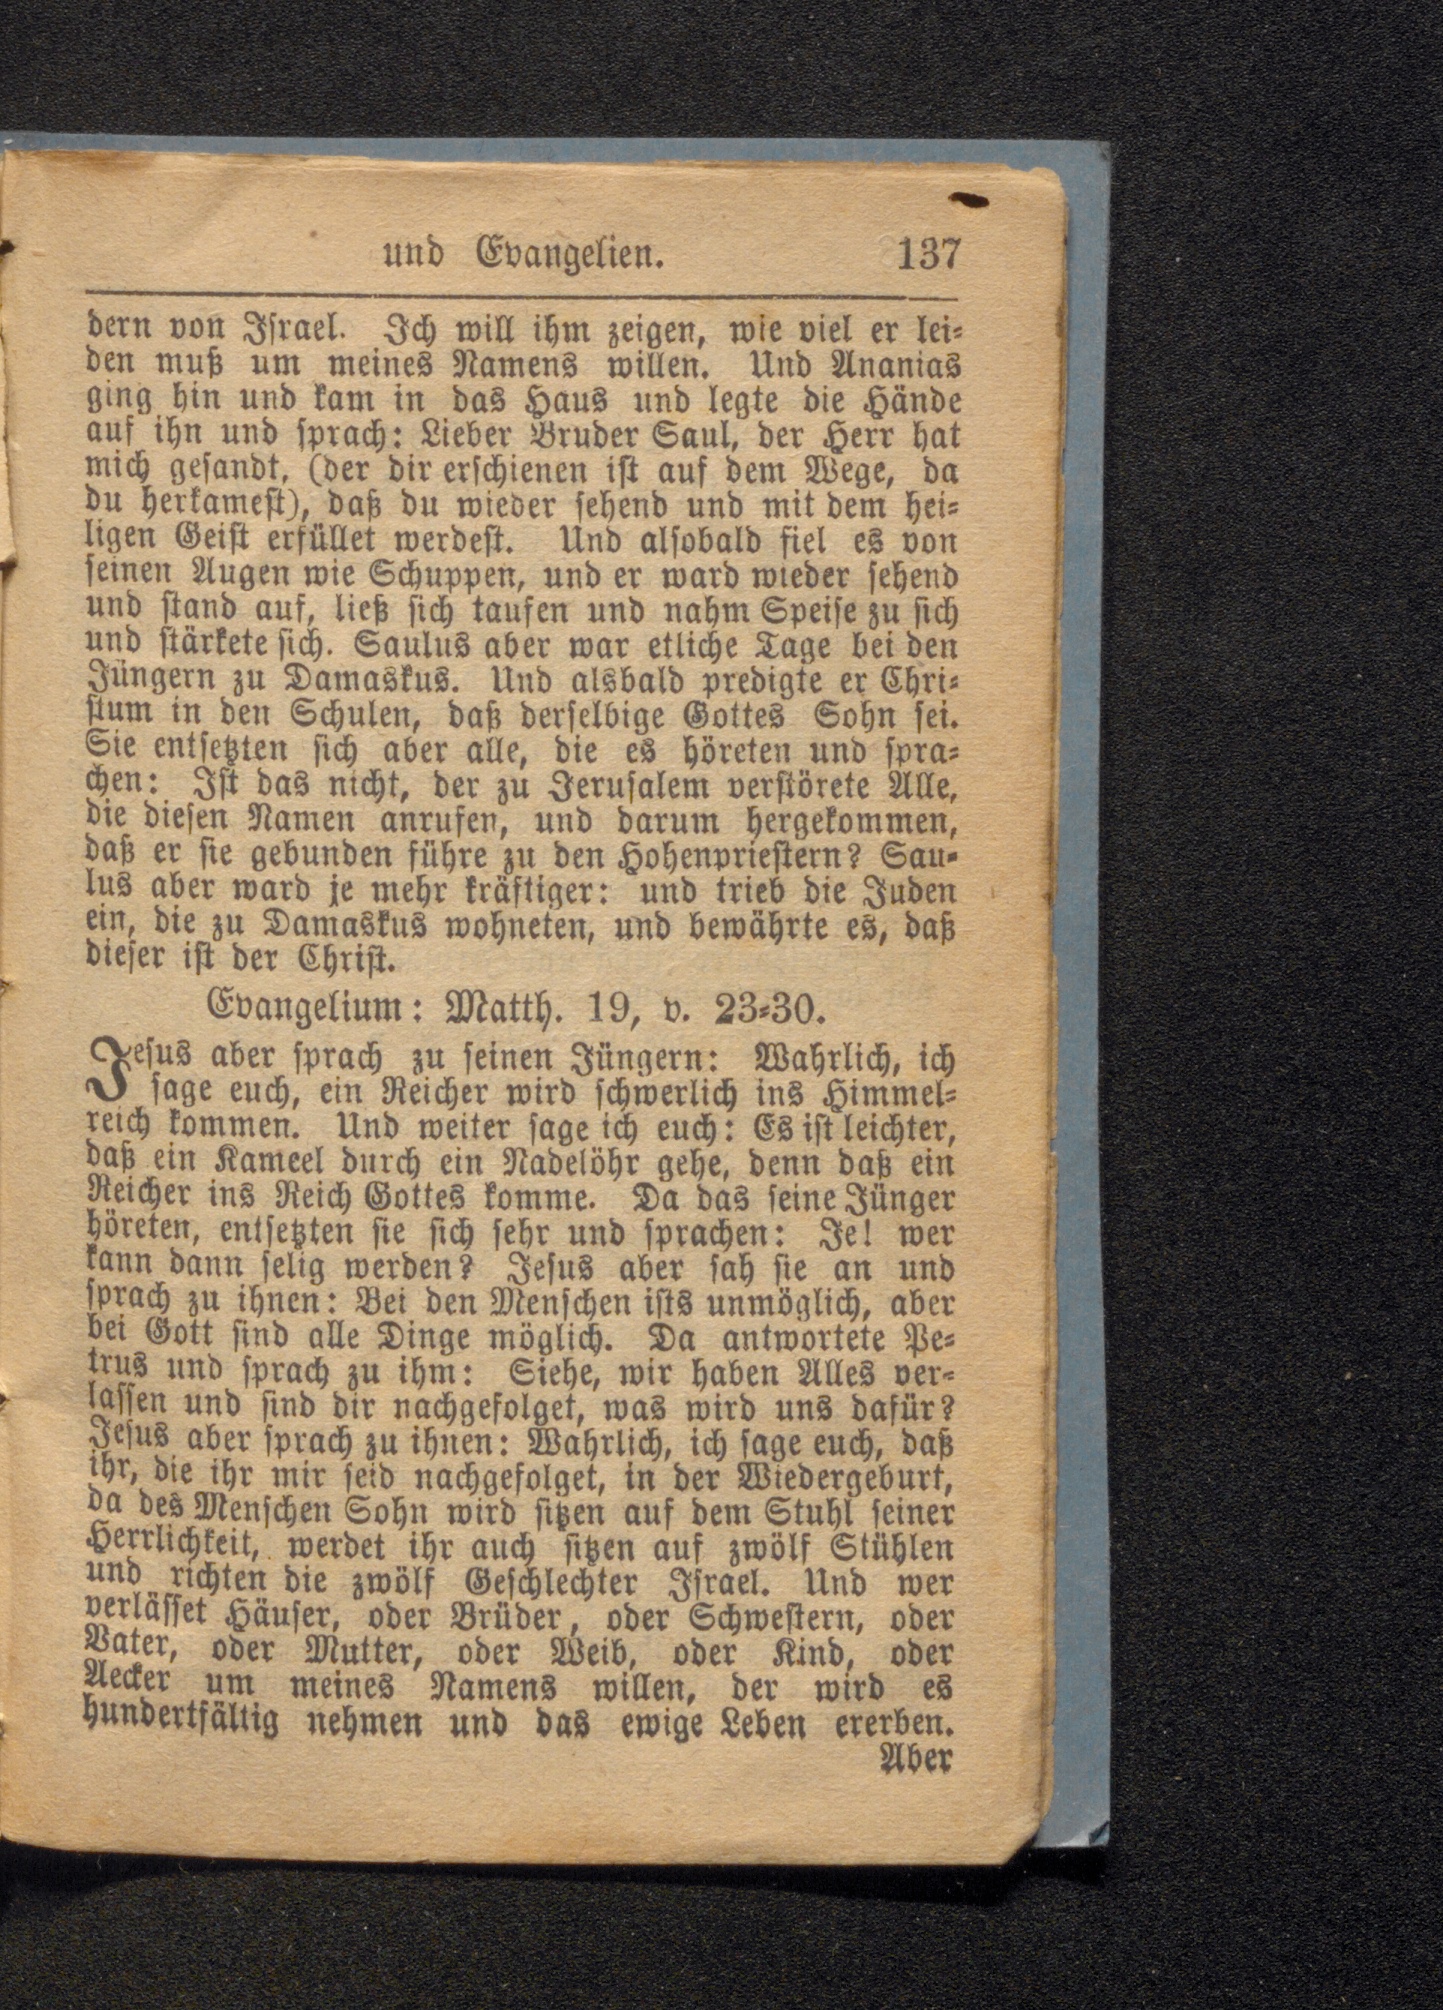 und Evangelien. 137
dern von Israel. Ich will ihm zeigen, wie viel er lei-
den muß um meines Namens willen. Und Ananias
ging hin und kam in das Haus und legte die Hände
auf ihn und sprach: Lieber Bruder Saul, der Herr hat
mich gesandt, (der dir erschienen ist auf dem Wege, da
du herkamest), daß du wieder sehend und mit dem hei-
ligen Geist erfüllet werdest. Und alsobald fiel es von
seinen Augen wie Schuppen, und er ward wieder sehend
und stand auf, ließ sich taufen und nahm Speise zu sich
und stärkete sich. Saulus aber war etliche Tage bei den
Jüngern zu Damaskus. Und alsbald predigte er Chri-
stum in den Schulen, daß derselbige Gottes Sohn sei.
Sie entsetzten sich aber alle, die es höreten und spra-
chen: Ist das nicht, der zu Jerusalem verstörete Alle,
die diesen Namen anrufen, und darum hergekommen,
daß er sie gebunden führe zu den Hohenpriestern? Sau-
lus aber ward je mehr kräftiger: und trieb die Juden
ein, die zu Damaskus wohneten, und bewährte es, daß
dieser ist der Christ.
Evangelium: Matth. 19, v. 23-30.
Jesus aber sprach zu seinen Jüngern: Wahrlich, ich
sage euch, ein Reicher wird schwerlich ins Himmel-
reich kommen. Und weiter sage ich euch: Es ist leichter,
daß ein Kameel durch ein Nadelöhr gehe, denn daß ein
Reicher ins Reich Gottes komme. Da das seine Jünger
höreten, entsetzten sie sich sehr und sprachen: Je! wer
kann dann selig werden? Jesus aber sah sie an und
sprach zu ihnen: Bei den Menschen ists unmöglich, aber
bei Gott sind alle Dinge möglich. Da antwortete Pe-
trus und sprach zu ihm: Siehe, wir haben Alles ver-
lassen und sind dir nachgefolget, was wird uns dafür?
Jesus aber sprach zu ihnen: Wahrlich, ich sage euch, daß
ihr, die ihr mir seid nachgefolget, in der Wiedergeburt,
da des Menschen Sohn wird sitzen auf dem Stuhl seiner
Herrlichkeit, werdet ihr auch sitzen auf zwölf Stühlen
und richten die zwölf Geschlechter Israel. Und wer
verlässet Häuser, oder Brüder, oder Schwestern, oder
Vater, oder Mutter, oder Weib, oder Kind, oder
Aecker um meines Namens willen, der wird es
hundertfältig nehmen und das ewige Leben ererben.
Aber